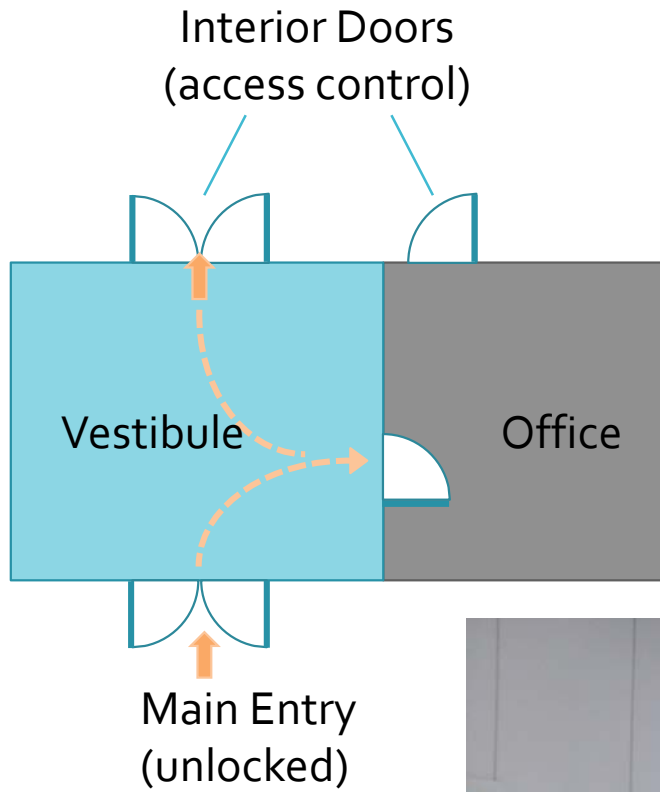 Interior Doors
(access control)
Vestibule
Office
Main Entry
(unlocked)